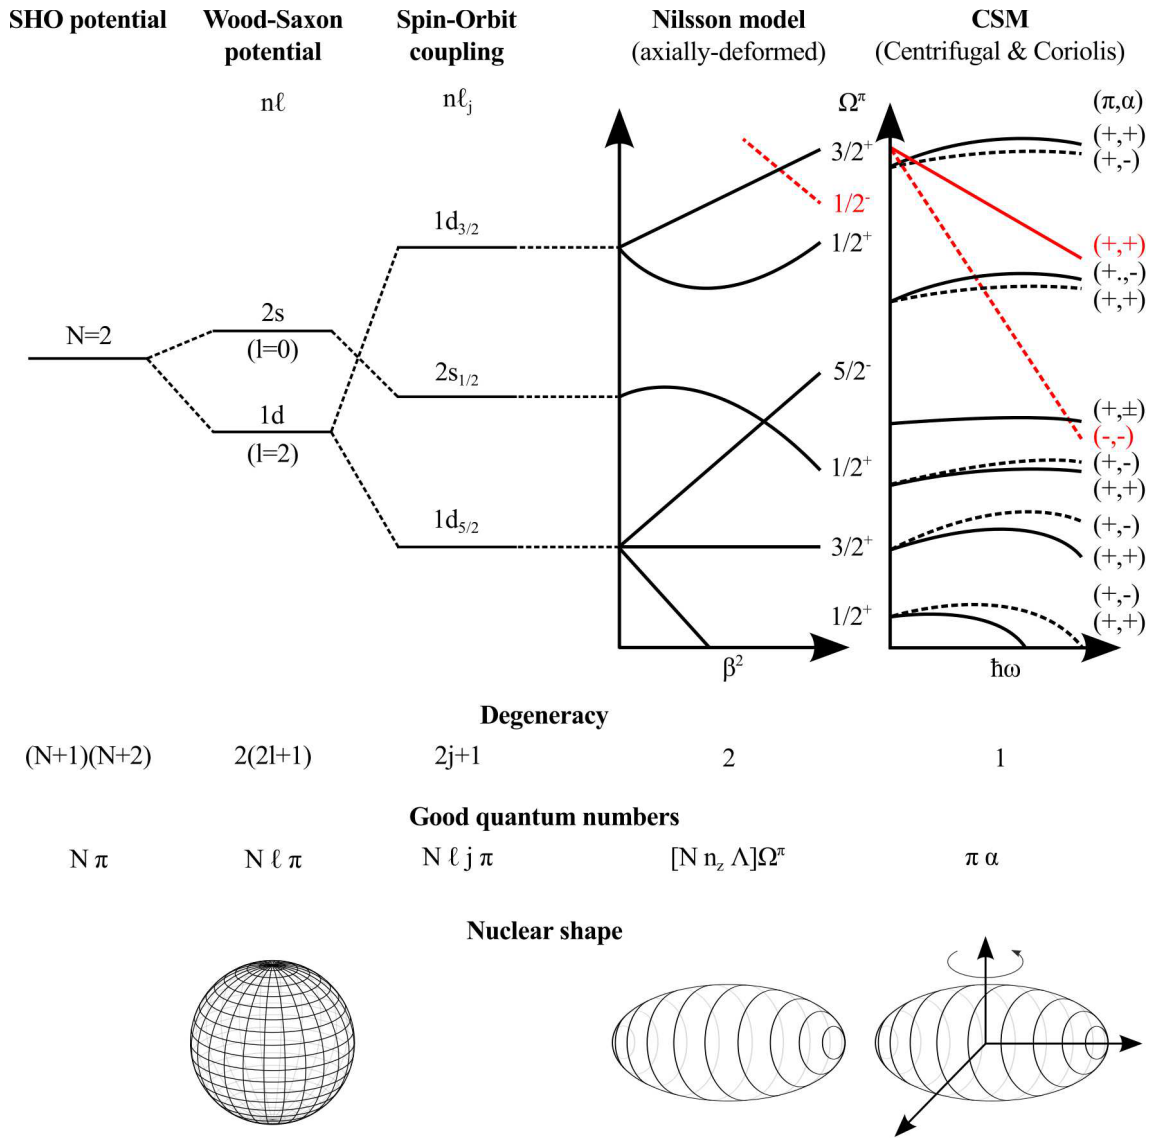 SHO potential
Wood-Saxon
potential
Spin-Orbit
coupling
Nilsson model
(axially-deformed)
CSM
(Centrifugal & Coriolis)
nℓ
nℓj
Ω^π
(π,α)
N=2
2s
(l=0)
1d
(l=2)
1d3/2
2s1/2
1d5/2
3/2+
1/2-
1/2+
5/2-
1/2+
3/2+
1/2+
β²
(+,+)
(+,-)
(+,+)
(+.,-)
(+,+)
(+,±)
(-,-)
(+,-)
(+,+)
(+,-)
(+,+)
(+,-)
(+,+)
ħω
Degeneracy
(N+1)(N+2)
2(2l+1)
2j+1
2
1
Good quantum numbers
N π
N ℓ π
N ℓ j π
[N nz Λ]Ω^π
π α
Nuclear shape